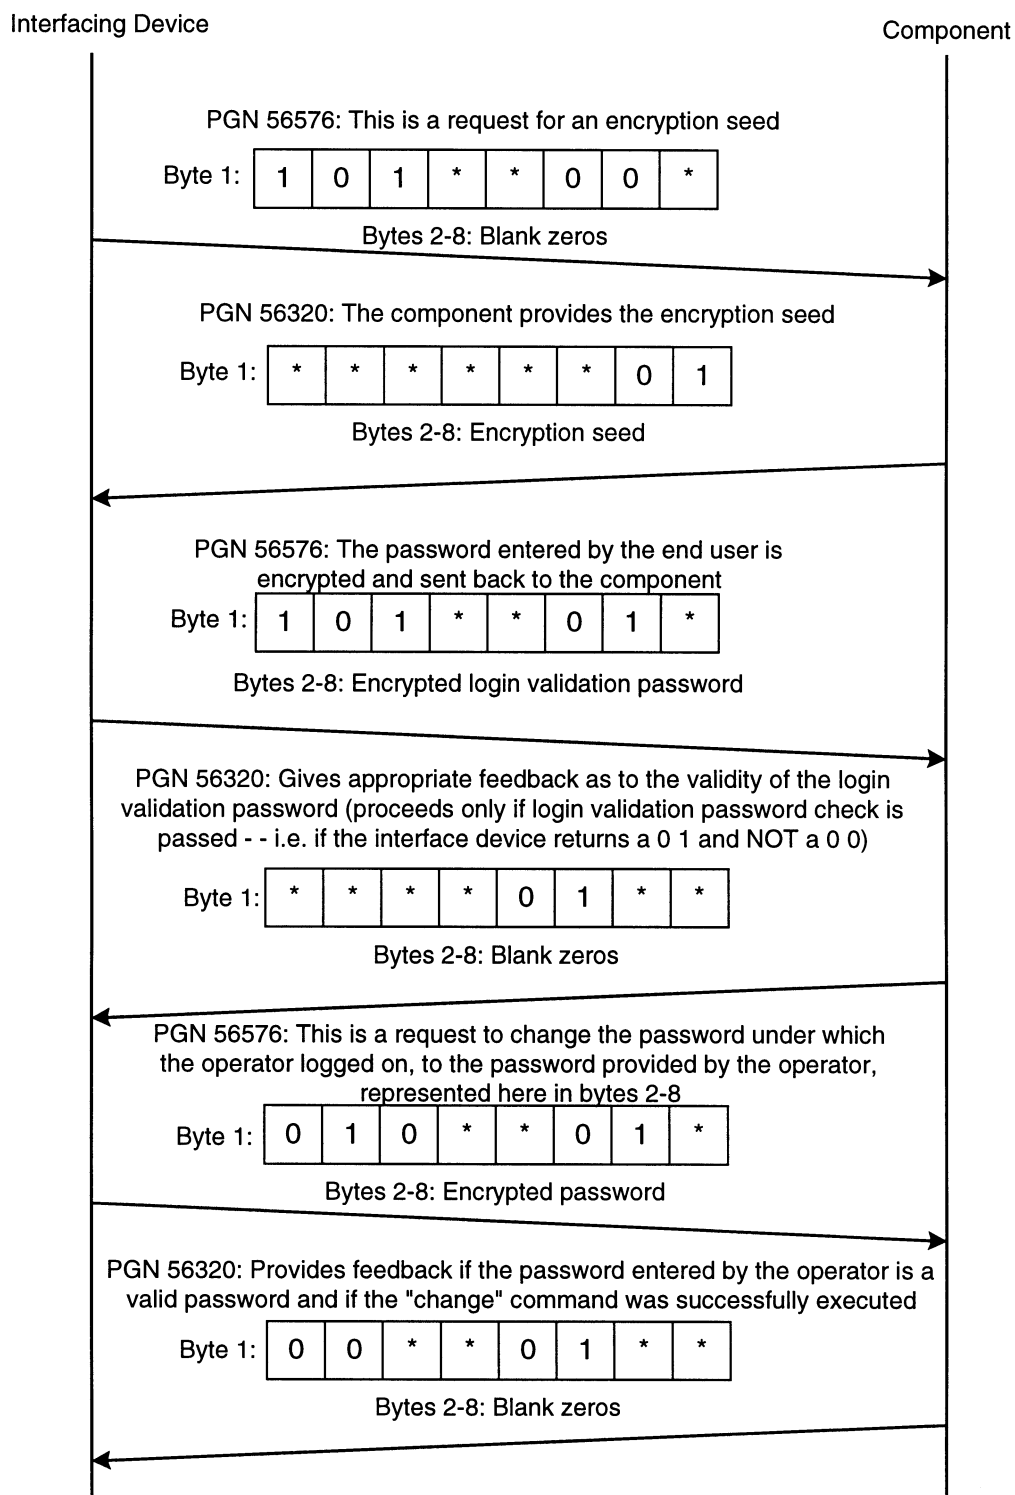 Interfacing Device
Component
PGN 56576: This is a request for an encryption seed
Byte 1: 1 0 1 * * 0 0 *
Bytes 2-8: Blank zeros
PGN 56320: The component provides the encryption seed
Byte 1: * * * * * * 0 1
Bytes 2-8: Encryption seed
PGN 56576: The password entered by the end user is
encrypted and sent back to the component
Byte 1: 1 0 1 * * 0 1 *
Bytes 2-8: Encrypted login validation password
PGN 56320: Gives appropriate feedback as to the validity of the login
validation password (proceeds only if login validation password check is
passed - - i.e. if the interface device returns a 0 1 and NOT a 0 0)
Byte 1: * * * * 0 1 * *
Bytes 2-8: Blank zeros
PGN 56576: This is a request to change the password under which
the operator logged on, to the password provided by the operator,
represented here in bytes 2-8
Byte 1: 0 1 0 * * 0 1 *
Bytes 2-8: Encrypted password
PGN 56320: Provides feedback if the password entered by the operator is a
valid password and if the "change" command was successfully executed
Byte 1: 0 0 * * 0 1 * *
Bytes 2-8: Blank zeros